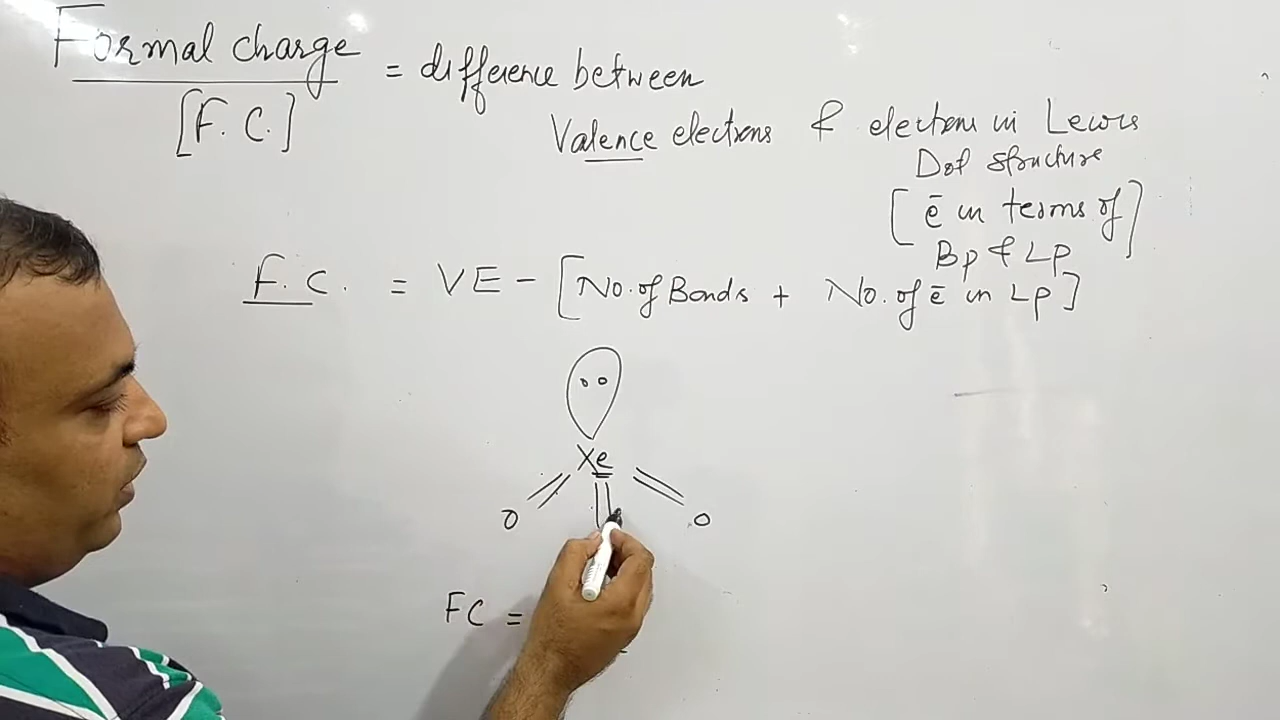 Formal charge = difference between
[F. C.]
Valence electrons & electrons in Lewis
Dot structure
[ē in terms of]
Bp & Lp
F. C. = VE - [No. of Bonds + No. of ē in Lp]
Xe
O O
FC =